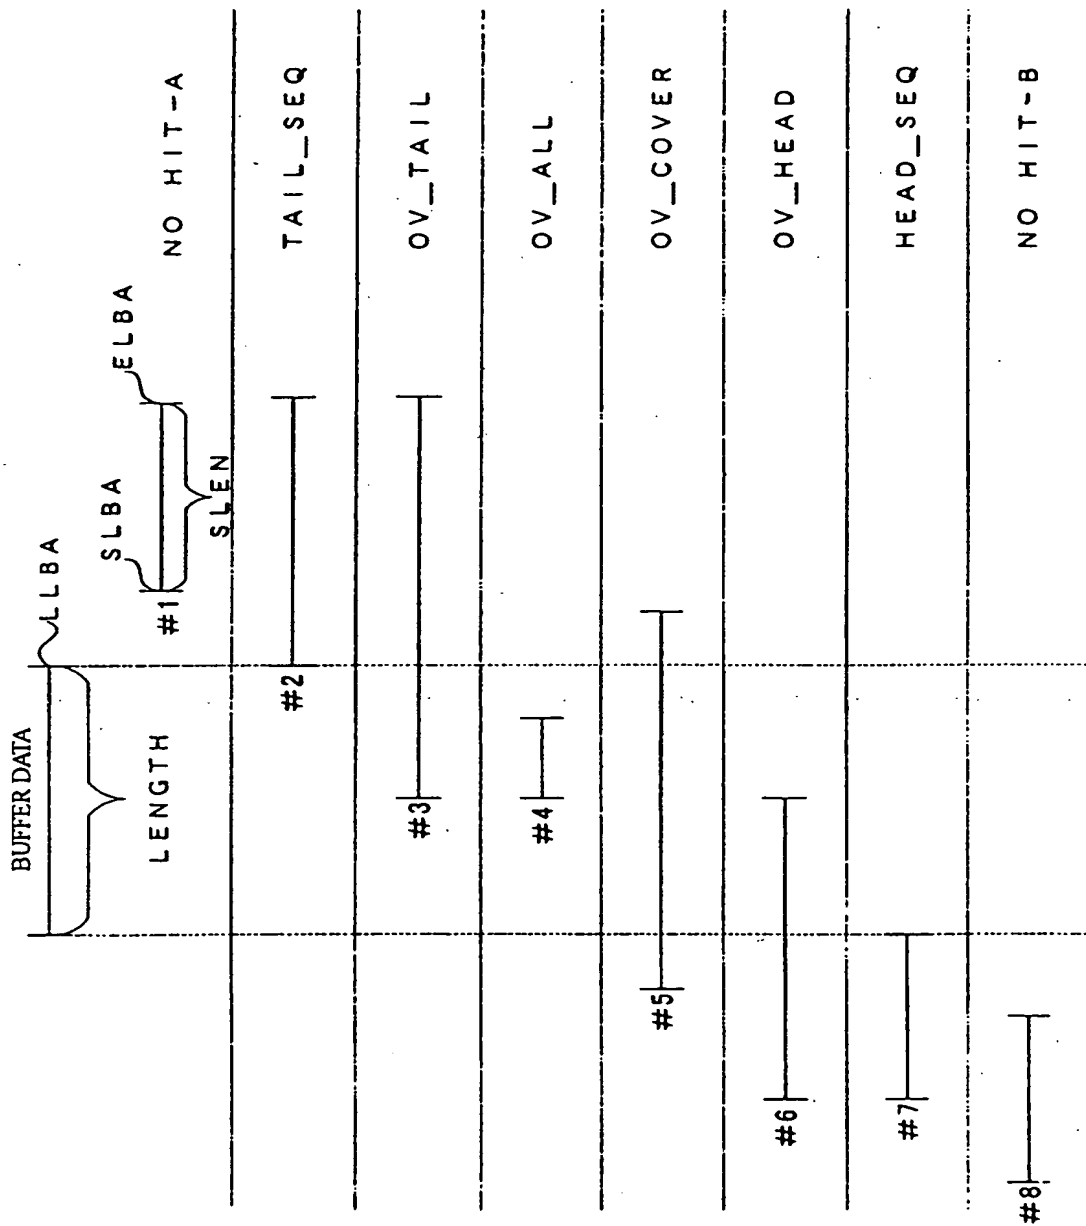 BUFFER DATA
LLBA
LENGTH
SLBA
ELBA
#1
SLEN
NO HIT-A
#2
TAIL_SEQ
#3
OV_TAIL
#4
OV_ALL
#5
OV_COVER
#6
OV_HEAD
#7
HEAD_SEQ
#8
NO HIT-B